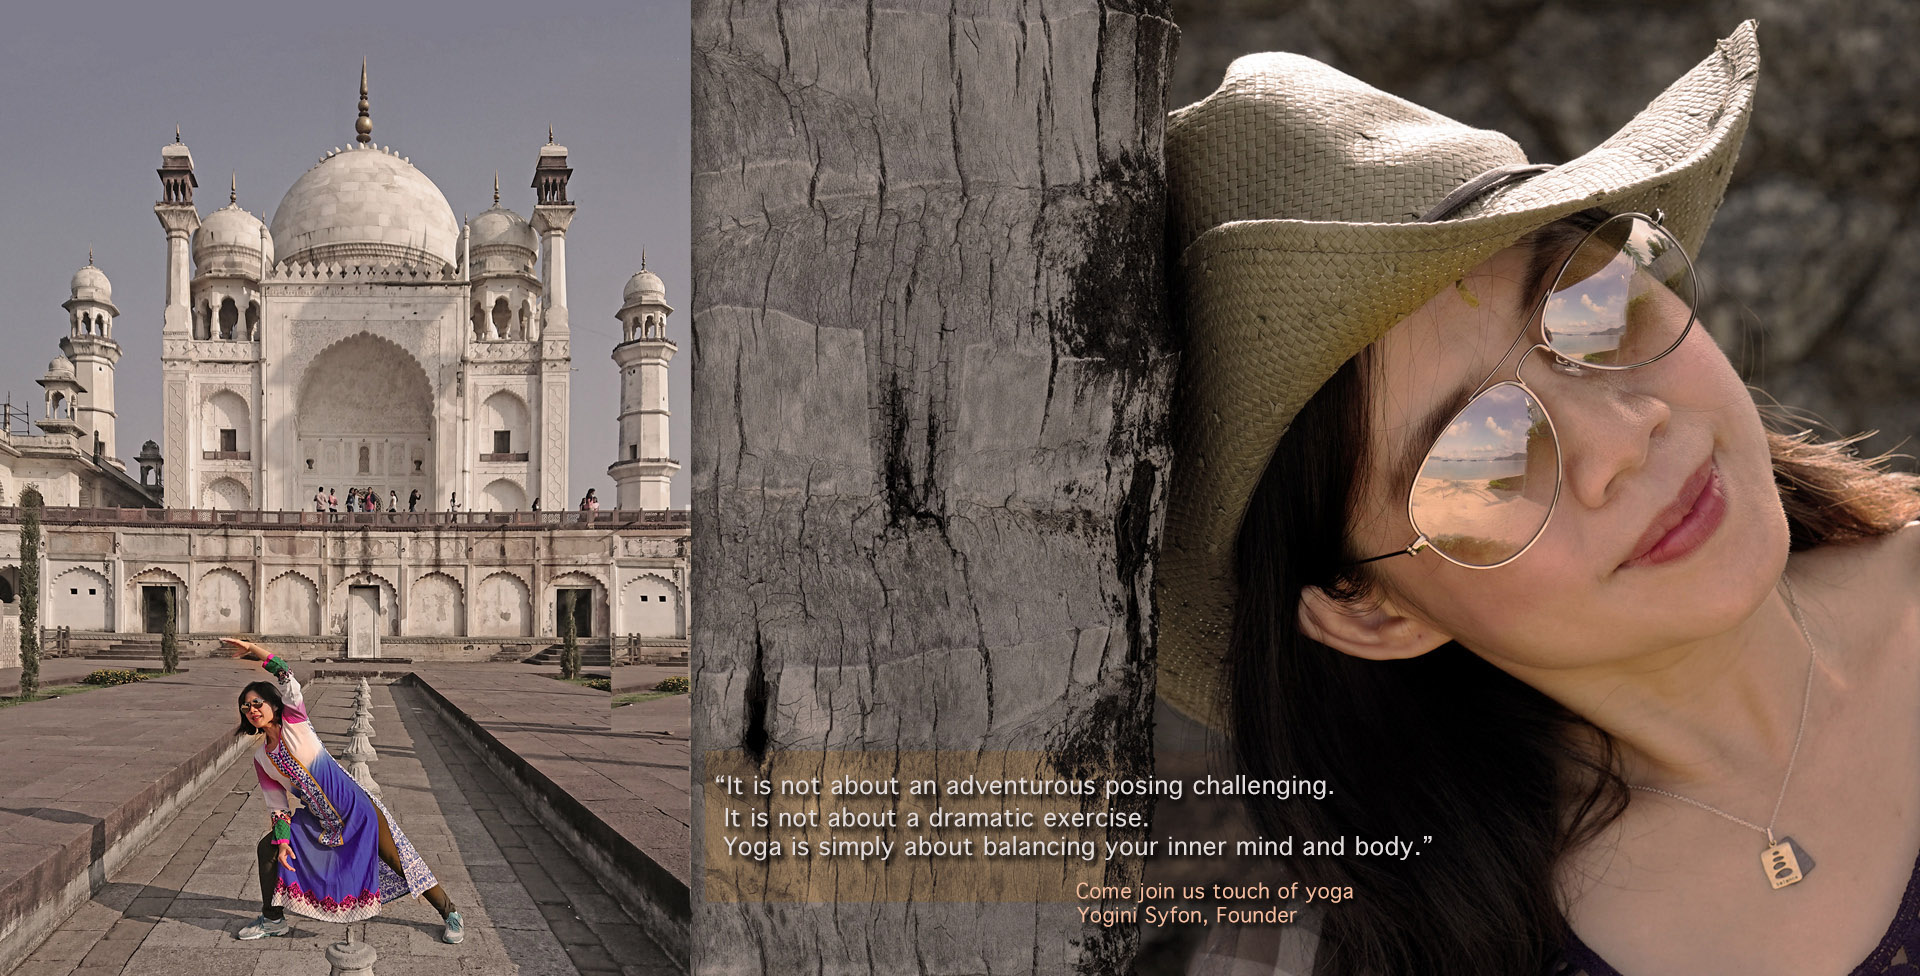 “It is not about an adventurous posing challenging.
It is not about a dramatic exercise.
Yoga is simply about balancing your inner mind and body.”
Come join us touch of yoga
Yogini Syfon, Founder